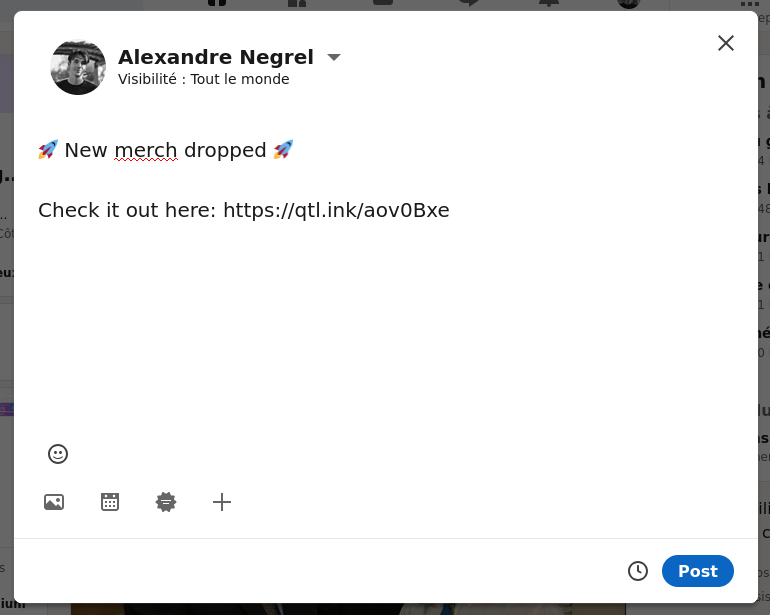 Alexandre Negrel
Visibilité : Tout le monde
🚀 New merch dropped 🚀
Check it out here: https://qtl.ink/aov0Bxe
Post